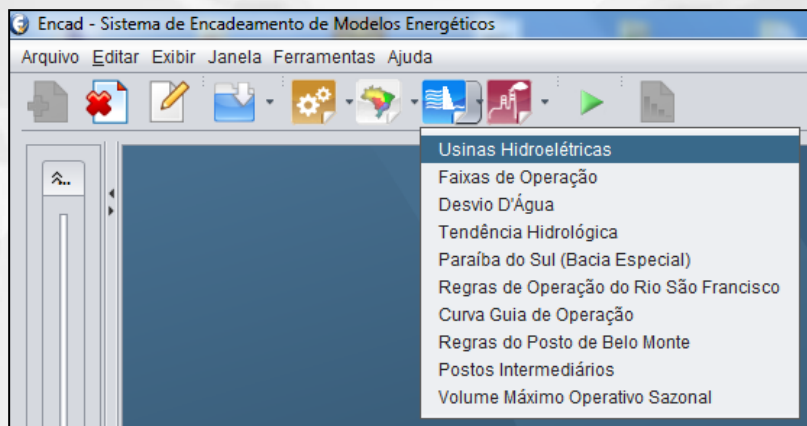 Encad - Sistema de Encadeamento de Modelos Energéticos
Arquivo Editar Exibir Janela Ferramentas Ajuda
Usinas Hidroelétricas
Faixas de Operação
Desvio D'Água
Tendência Hidrológica
Paraíba do Sul (Bacia Especial)
Regras de Operação do Rio São Francisco
Curva Guia de Operação
Regras do Posto de Belo Monte
Postos Intermediários
Volume Máximo Operativo Sazonal